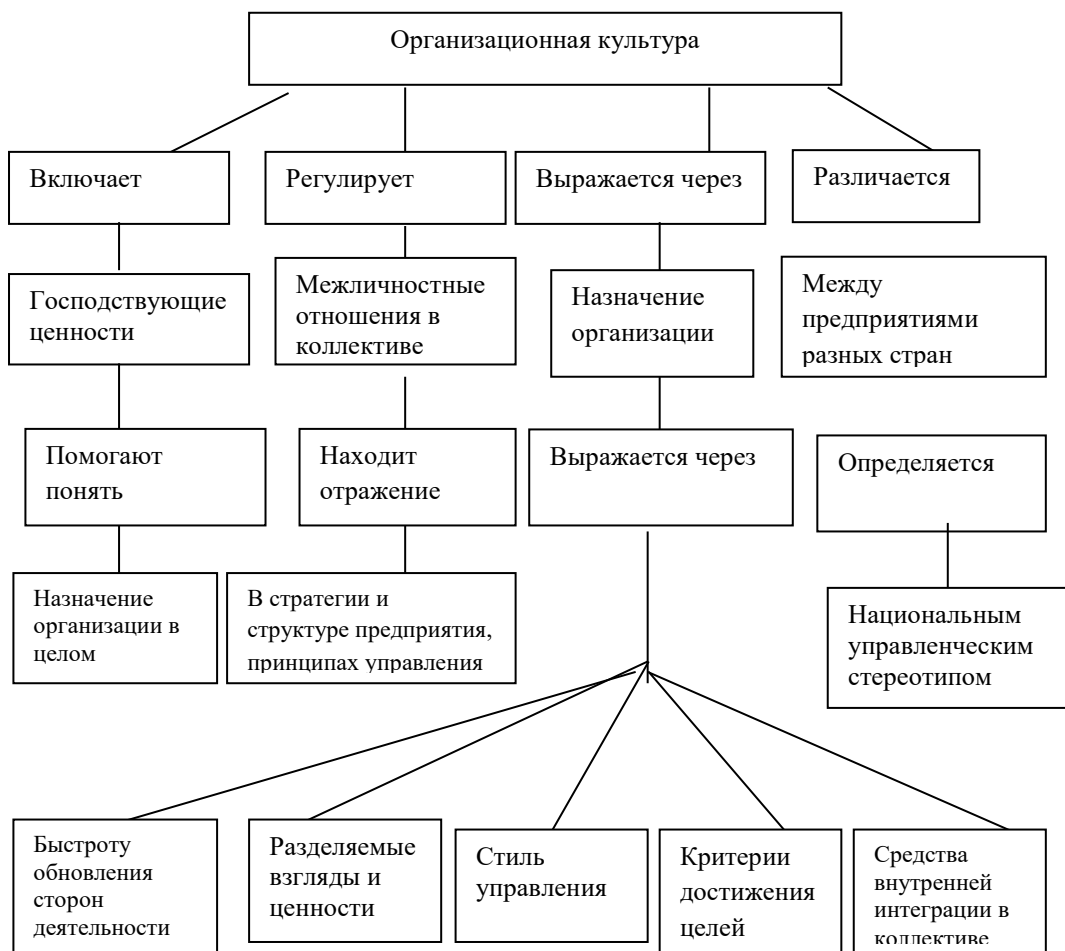 Организационная культура
Включает
Регулирует
Выражается через
Различается
Господствующие
ценности
Межличностные
отношения в
коллективе
Назначение
организации
Между
предприятиями
разных стран
Помогают
понять
Находит
отражение
Выражается через
Определяется
Назначение
организации в
целом
В стратегии и
структуре предприятия,
принципах управления
Национальным
управленческим
стереотипом
Быстроту
обновления
сторон
деятельности
Разделяемые
взгляды и
ценности
Стиль
управления
Критерии
достижения
целей
Средства
внутренней
интеграции в
коллективе